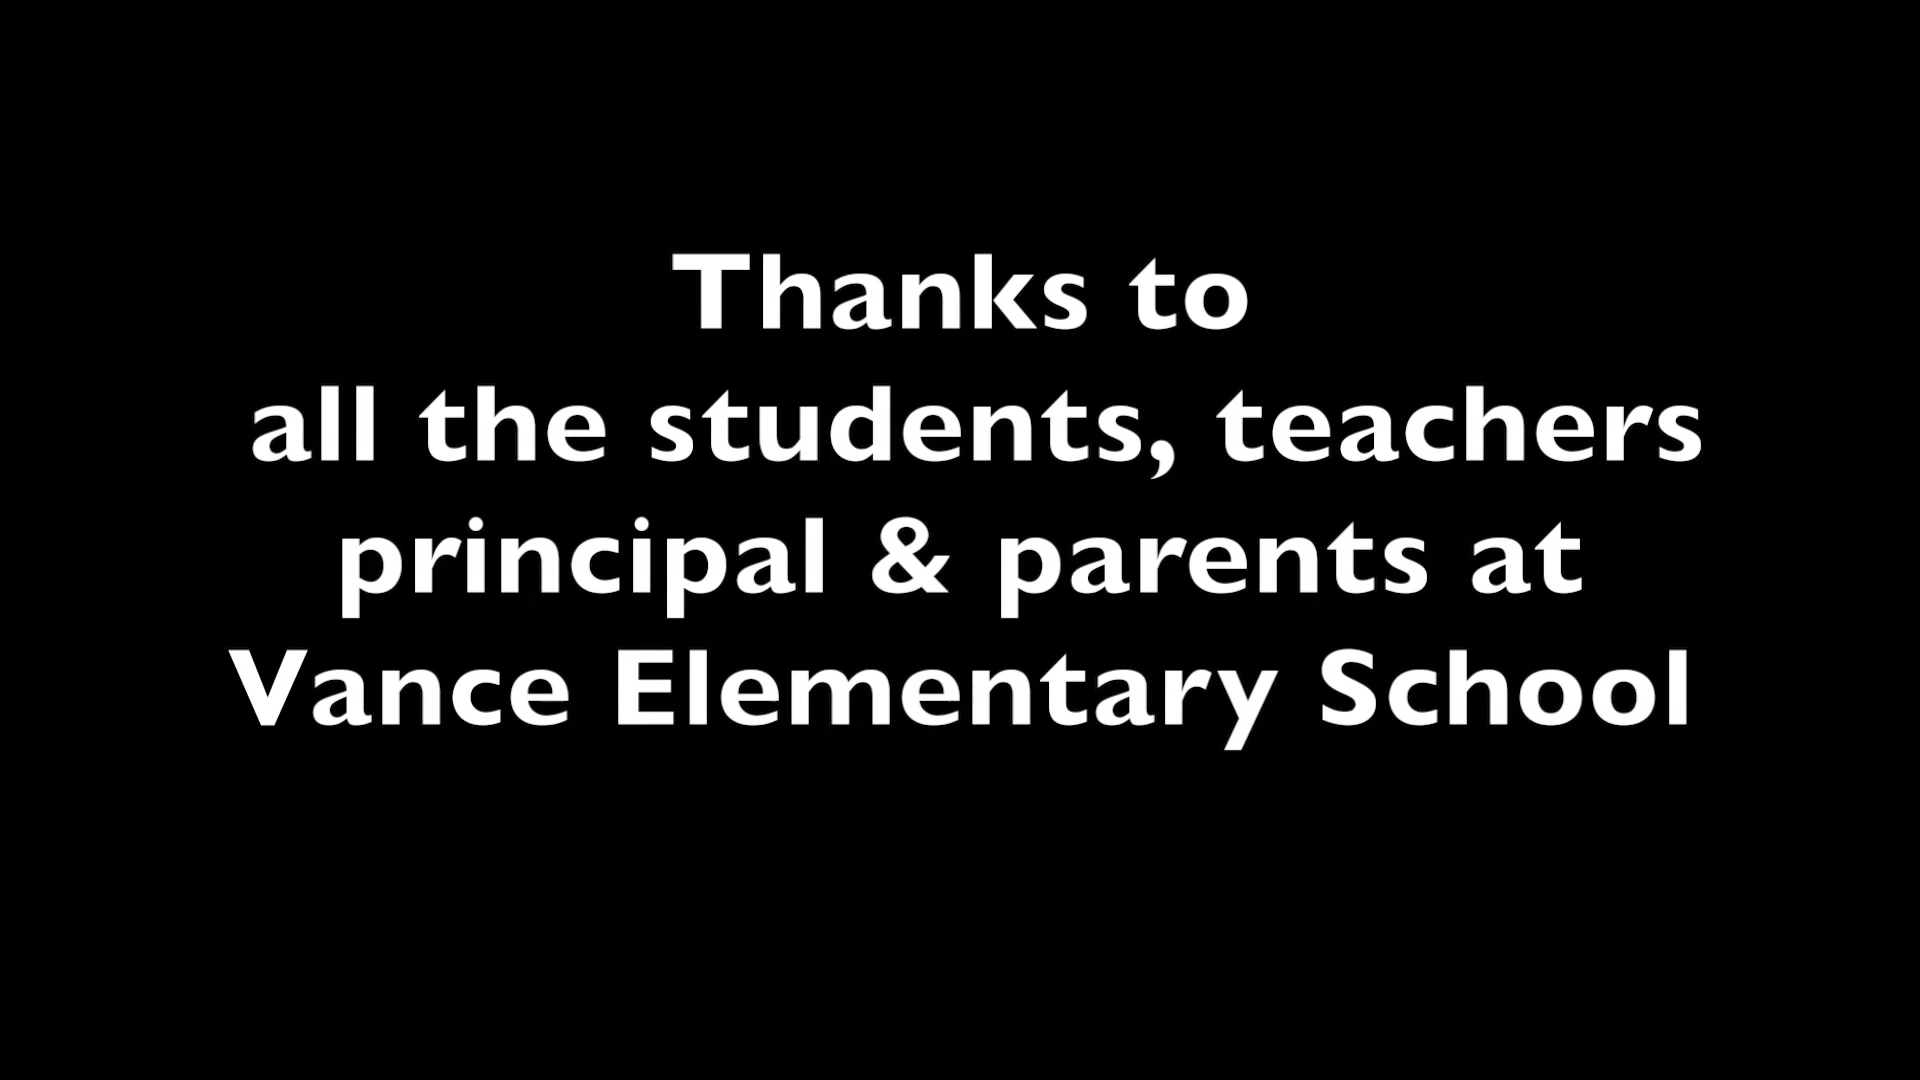 Thanks to
all the students, teachers
principal & parents at
Vance Elementary School